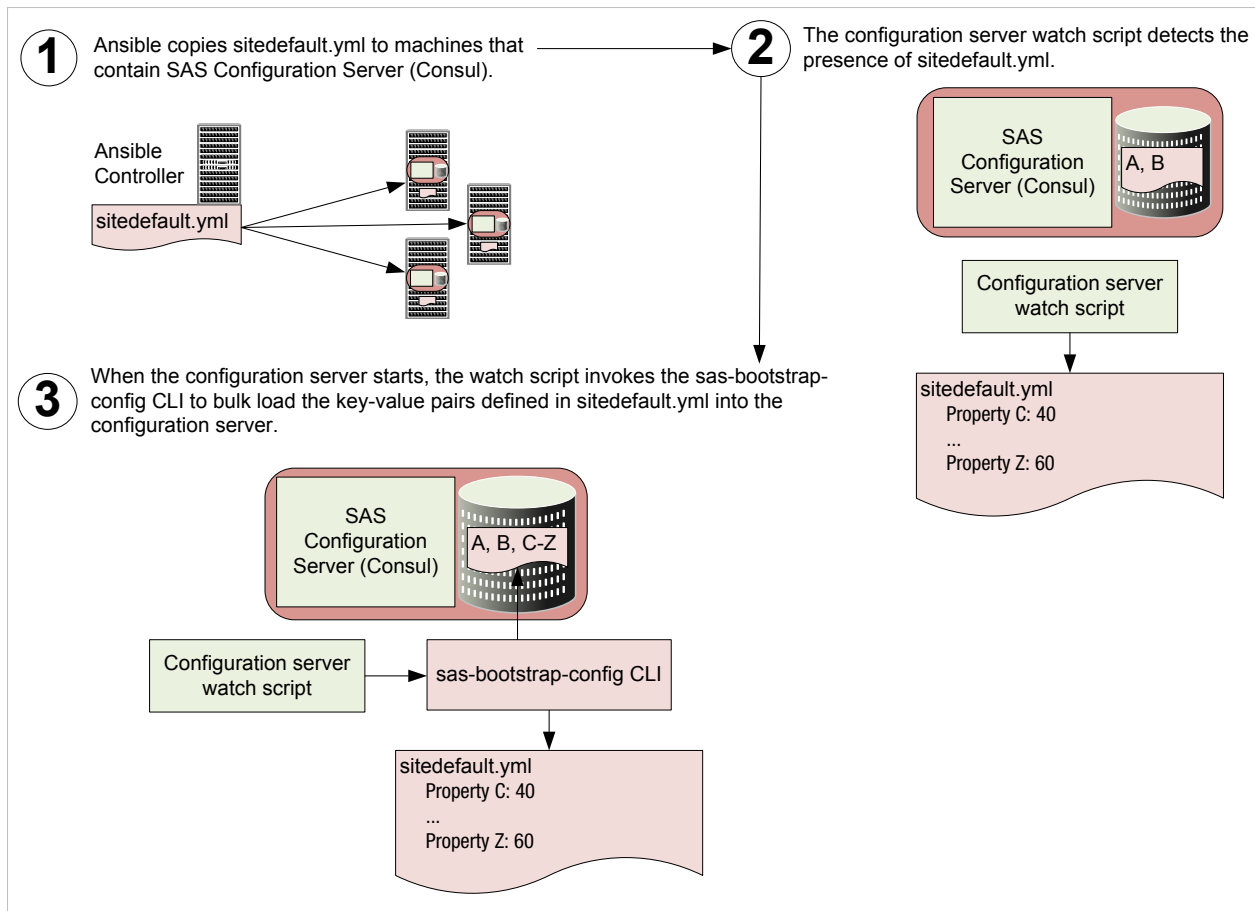 1
Ansible copies sitedefault.yml to machines that
contain SAS Configuration Server (Consul).
Ansible
Controller
sitedefault.yml
2
The configuration server watch script detects the
presence of sitedefault.yml.
SAS
Configuration
Server (Consul)
A, B
Configuration server
watch script
sitedefault.yml
Property C: 40
...
Property Z: 60
3
When the configuration server starts, the watch script invokes the sas-bootstrap-
config CLI to bulk load the key-value pairs defined in sitedefault.yml into the
configuration server.
SAS
Configuration
Server (Consul)
A, B, C-Z
Configuration server
watch script
sas-bootstrap-config CLI
sitedefault.yml
Property C: 40
...
Property Z: 60